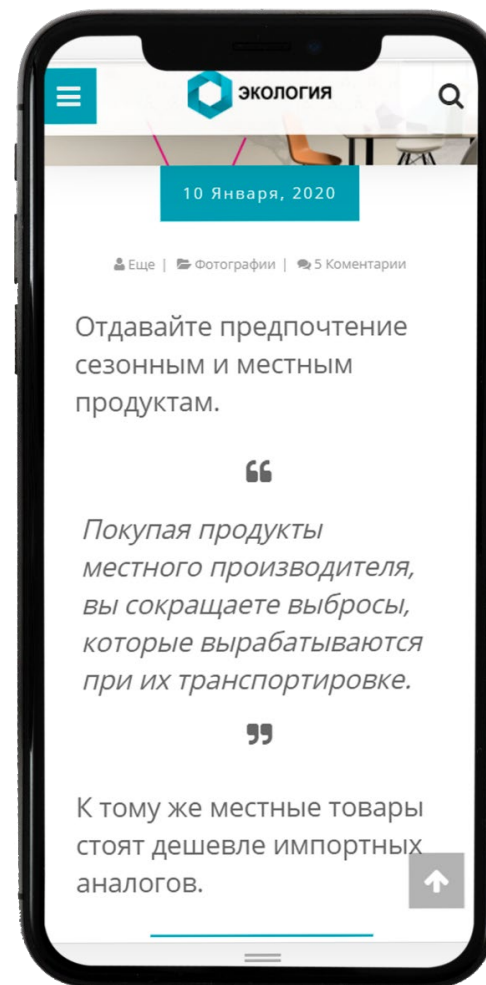 ЭКОЛОГИЯ
10 Января, 2020
Еще | Фотографии | 5 Коментарии
Отдавайте предпочтение
сезонным и местным
продуктам.
“
Покупая продукты
местного производителя,
вы сокращаете выбросы,
которые вырабатываются
при их транспортировке.
”
К тому же местные товары
стоят дешевле импортных
аналогов.